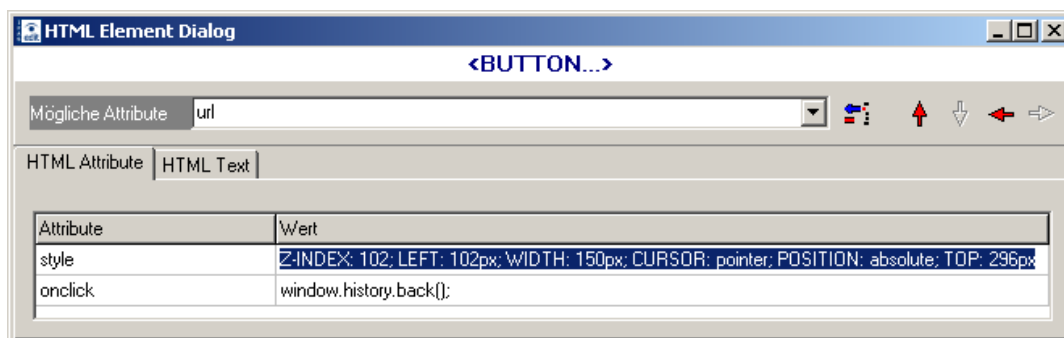 HTML Element Dialog
<BUTTON...>
Mögliche Attribute url
HTML Attribute HTML Text
Attribute Wert
style Z-INDEX: 102; LEFT: 102px; WIDTH: 150px; CURSOR: pointer; POSITION: absolute; TOP: 296px
onclick window.history.back();